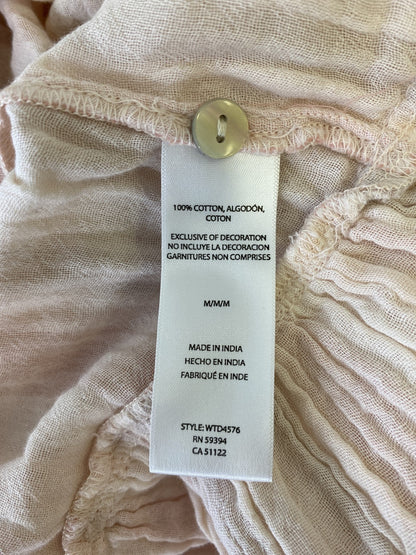 100% COTTON, ALGODÓN,
COTON
EXCLUSIVE OF DECORATION
NO INCLUYE LA DECORACION
GARNITURES NON COMPRISES
M/M/M
MADE IN INDIA
HECHO EN INDIA
FABRIQUÉ EN INDE
STYLE: WTD4576
RN 59394
CA 51122